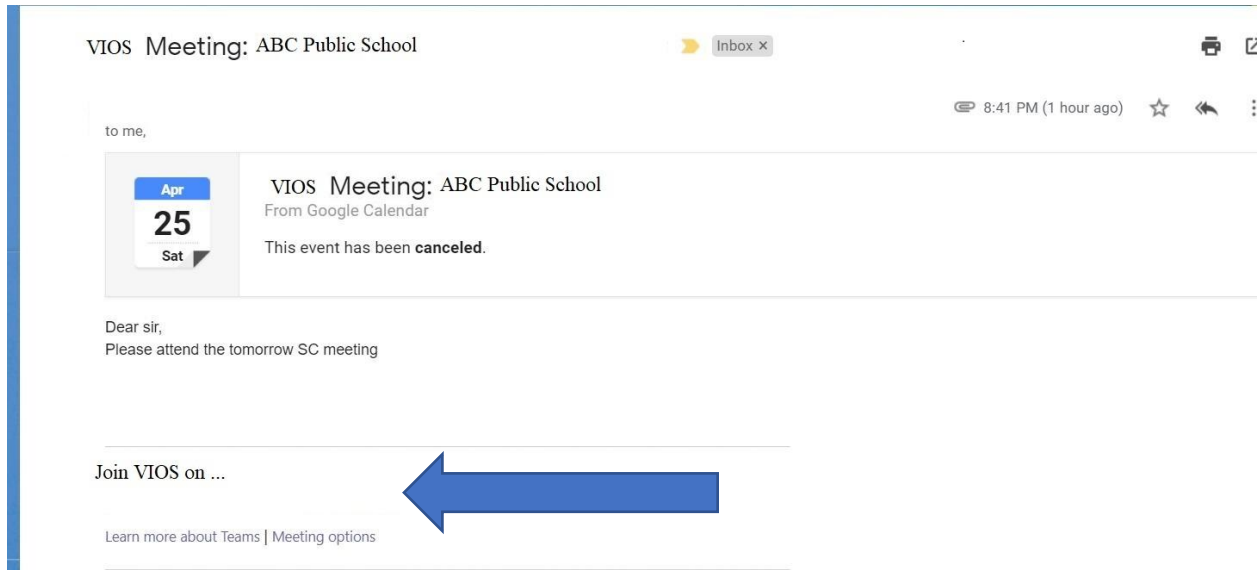 VIOS Meeting: ABC Public School Inbox ×
8:41 PM (1 hour ago)
to me,
Apr
25
Sat
VIOS Meeting: ABC Public School
From Google Calendar
This event has been canceled.
Dear sir,
Please attend the tomorrow SC meeting
Join VIOS on ...
Learn more about Teams | Meeting options